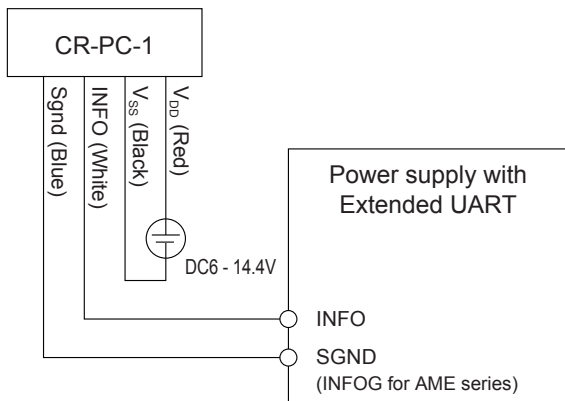 CR-PC-1
Sgnd (Blue)
INFO (White)
VSS (Black)
VDD (Red)
DC6 - 14.4V
Power supply with
Extended UART
INFO
SGND
(INFOG for AME series)